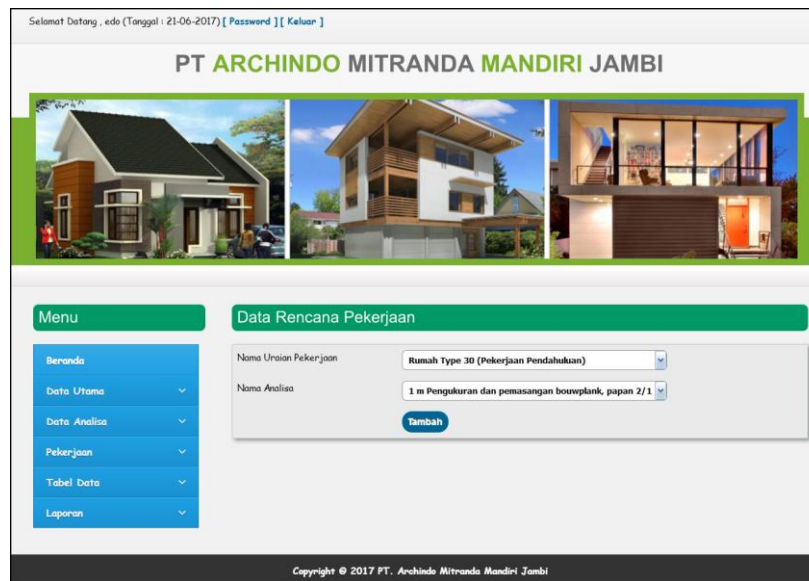 Selamat Datang , edo (Tanggal : 21-06-2017) [ Password ] [ Keluar ]
PT ARCHINDO MITRANDA MANDIRI JAMBI
Menu
Data Rencana Pekerjaan
Beranda
Nama Uraian Pekerjaan
Rumah Type 30 (Pekerjaan Pendahuluan)
Data Utama
Nama Analisa
1 m Pengukuran dan pemasangan bouwplank, papan 2/1
Data Analisa
Tambah
Pekerjaan
Tabel Data
Laporan
Copyright © 2017 PT. Archindo Mitranda Mandiri Jambi